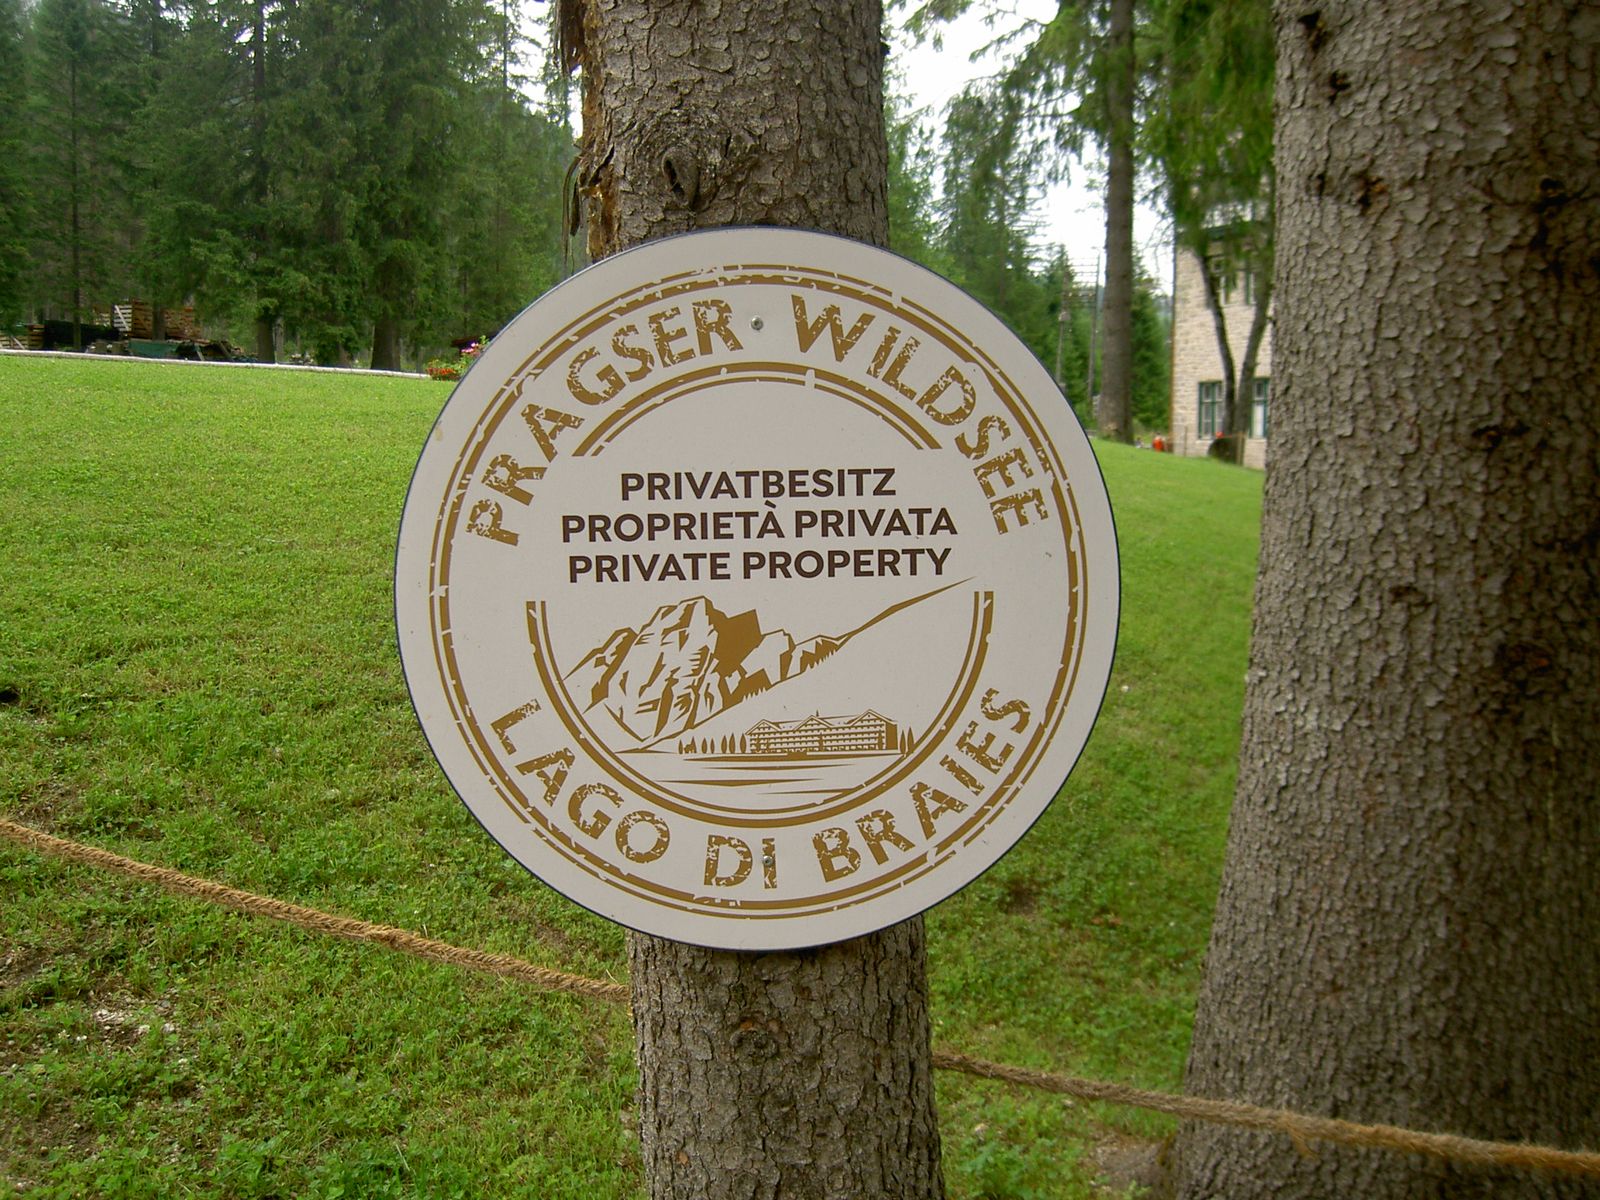 PRAGSER WILDSEE
PRIVATBESITZ
PROPRIETÀ PRIVATA
PRIVATE PROPERTY
LAGO DI BRAIES